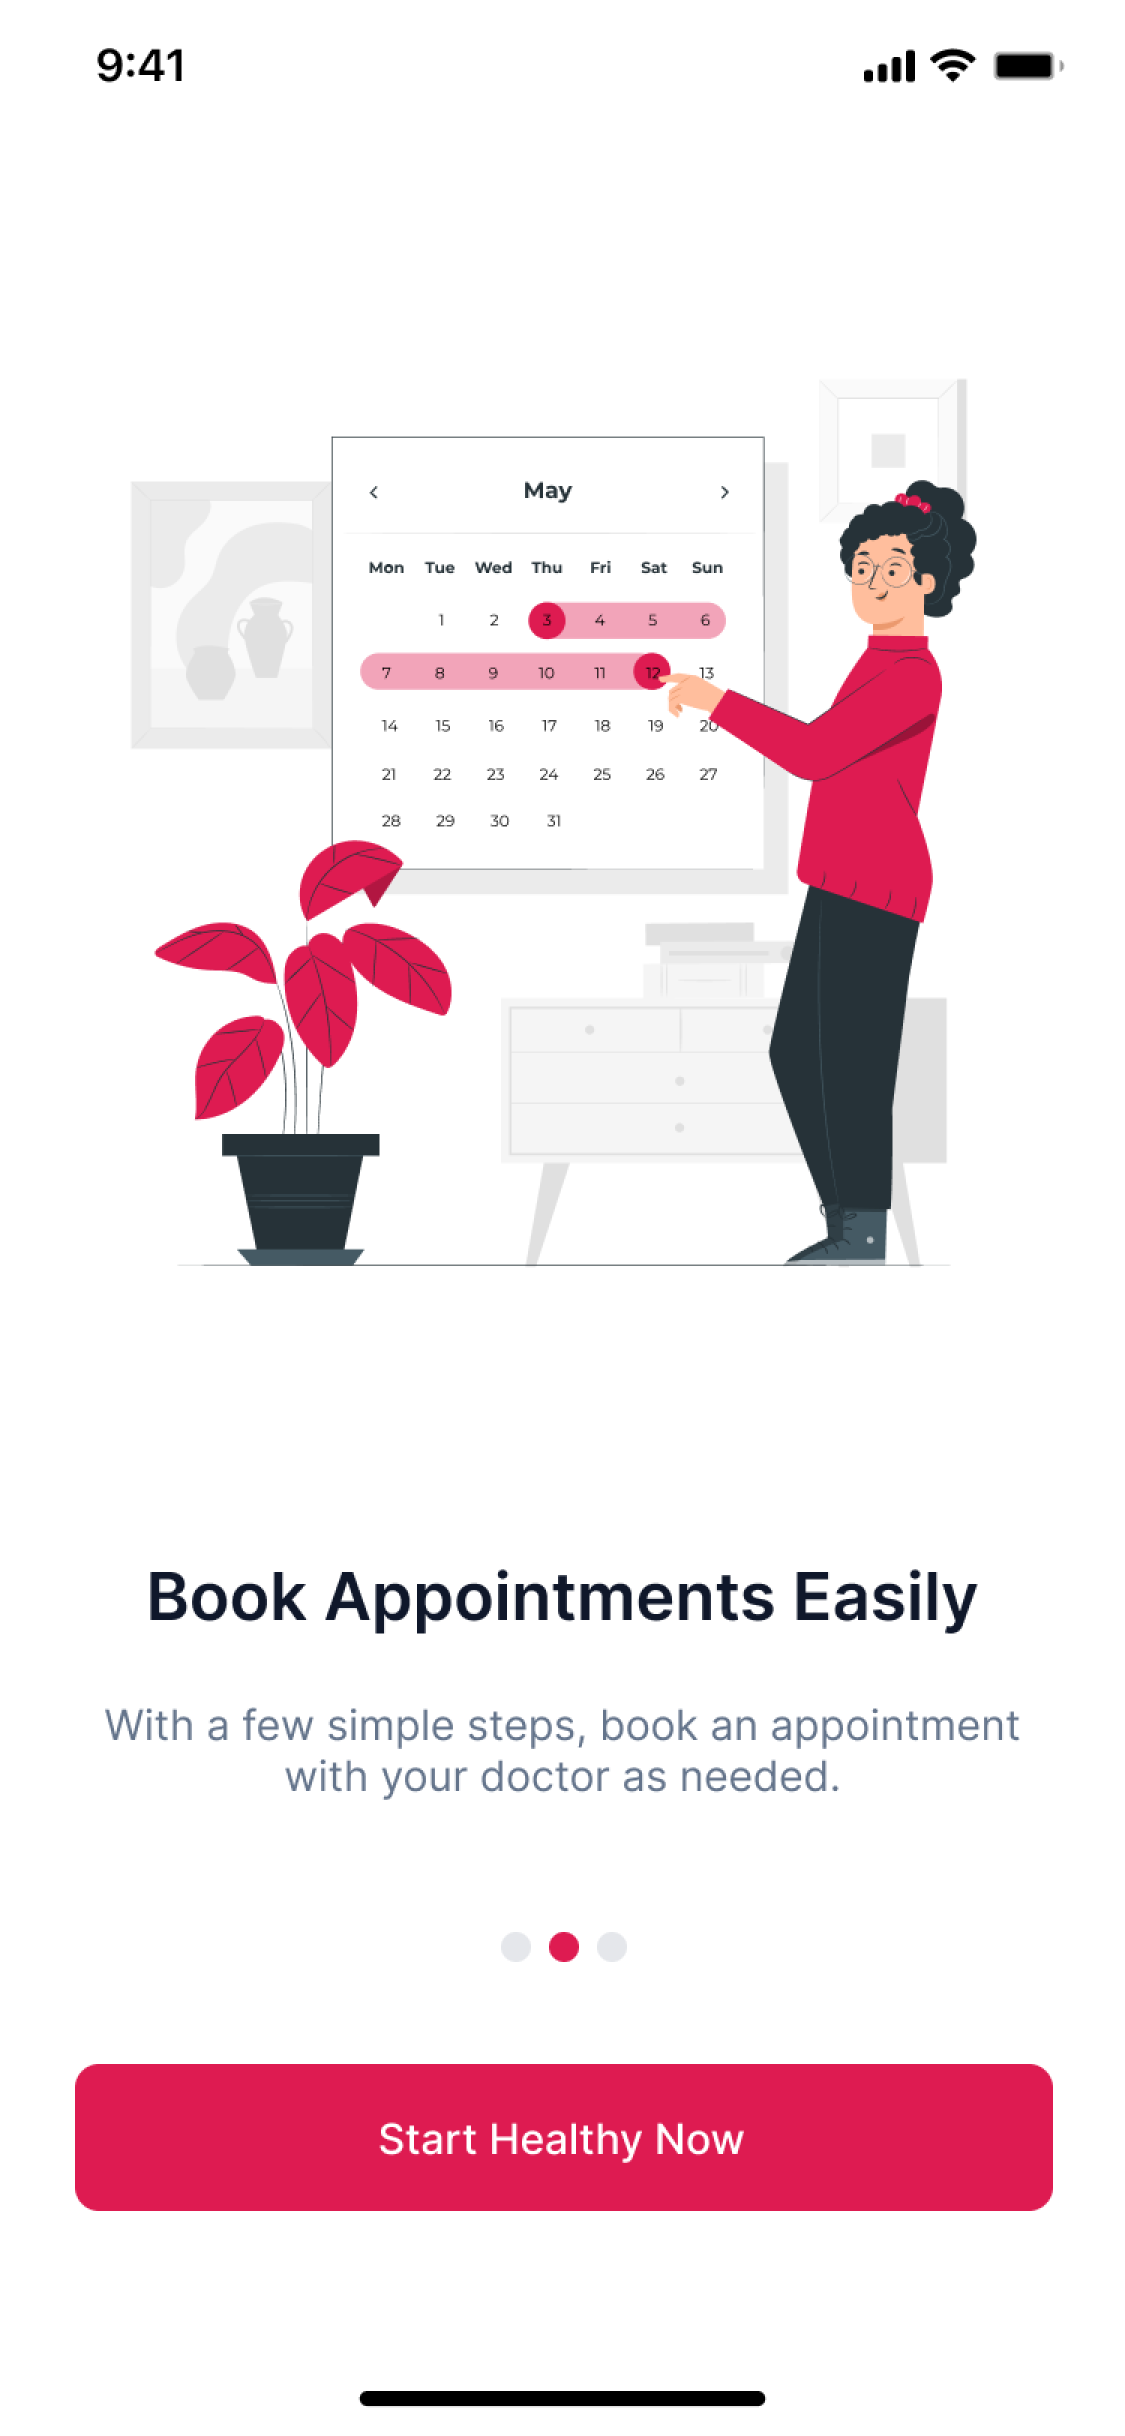 9:41
May
Mon Tue Wed Thu Fri Sat Sun
1 2 3 4 5 6
7 8 9 10 11 12 13
14 15 16 17 18 19 20
21 22 23 24 25 26 27
28 29 30 31
Book Appointments Easily
With a few simple steps, book an appointment
with your doctor as needed.
Start Healthy Now